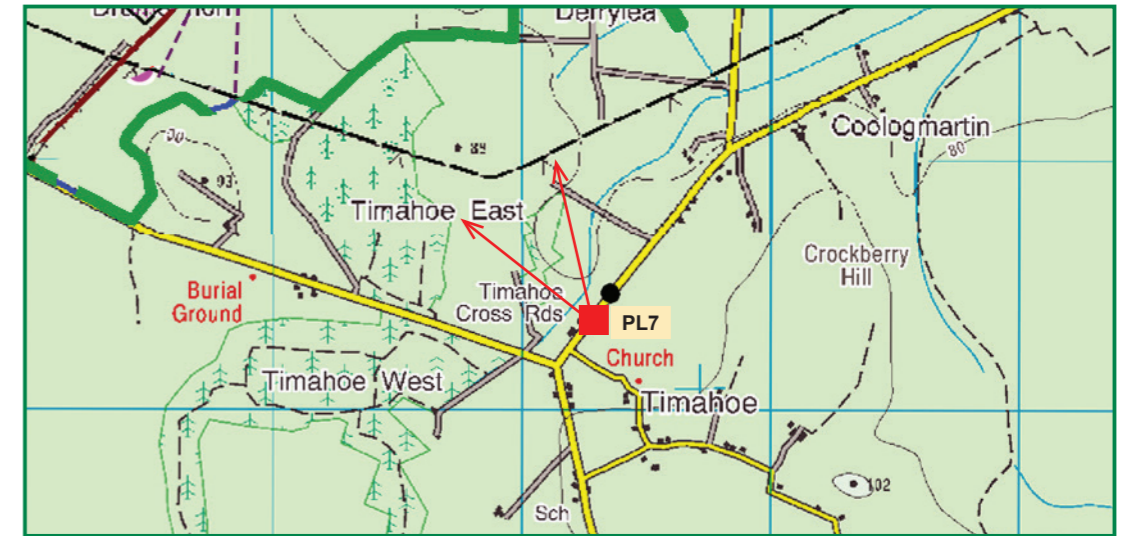 Derrylea
90
93
89
Coologmartin
80
Timahoe East
Crockberry
Hill
Burial
Ground
Timahoe
Cross Rds
PL7
Church
Timahoe West
Timahoe
102
Sch